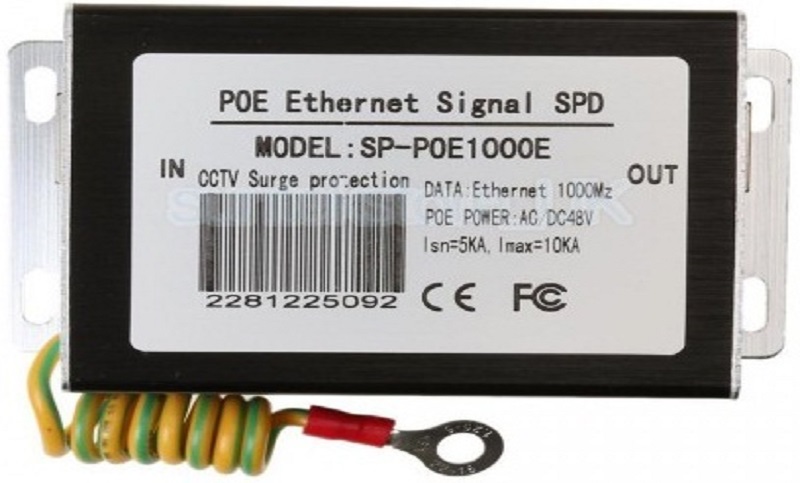 POE Ethernet Signal SPD
MODEL:SP-POE1000E
IN
OUT
CCTV Surge protection
DATA:Ethernet 1000Mz
POE POWER:AC/DC48V
Isn=5KA, Imax=10KA
2281225092
CE FC